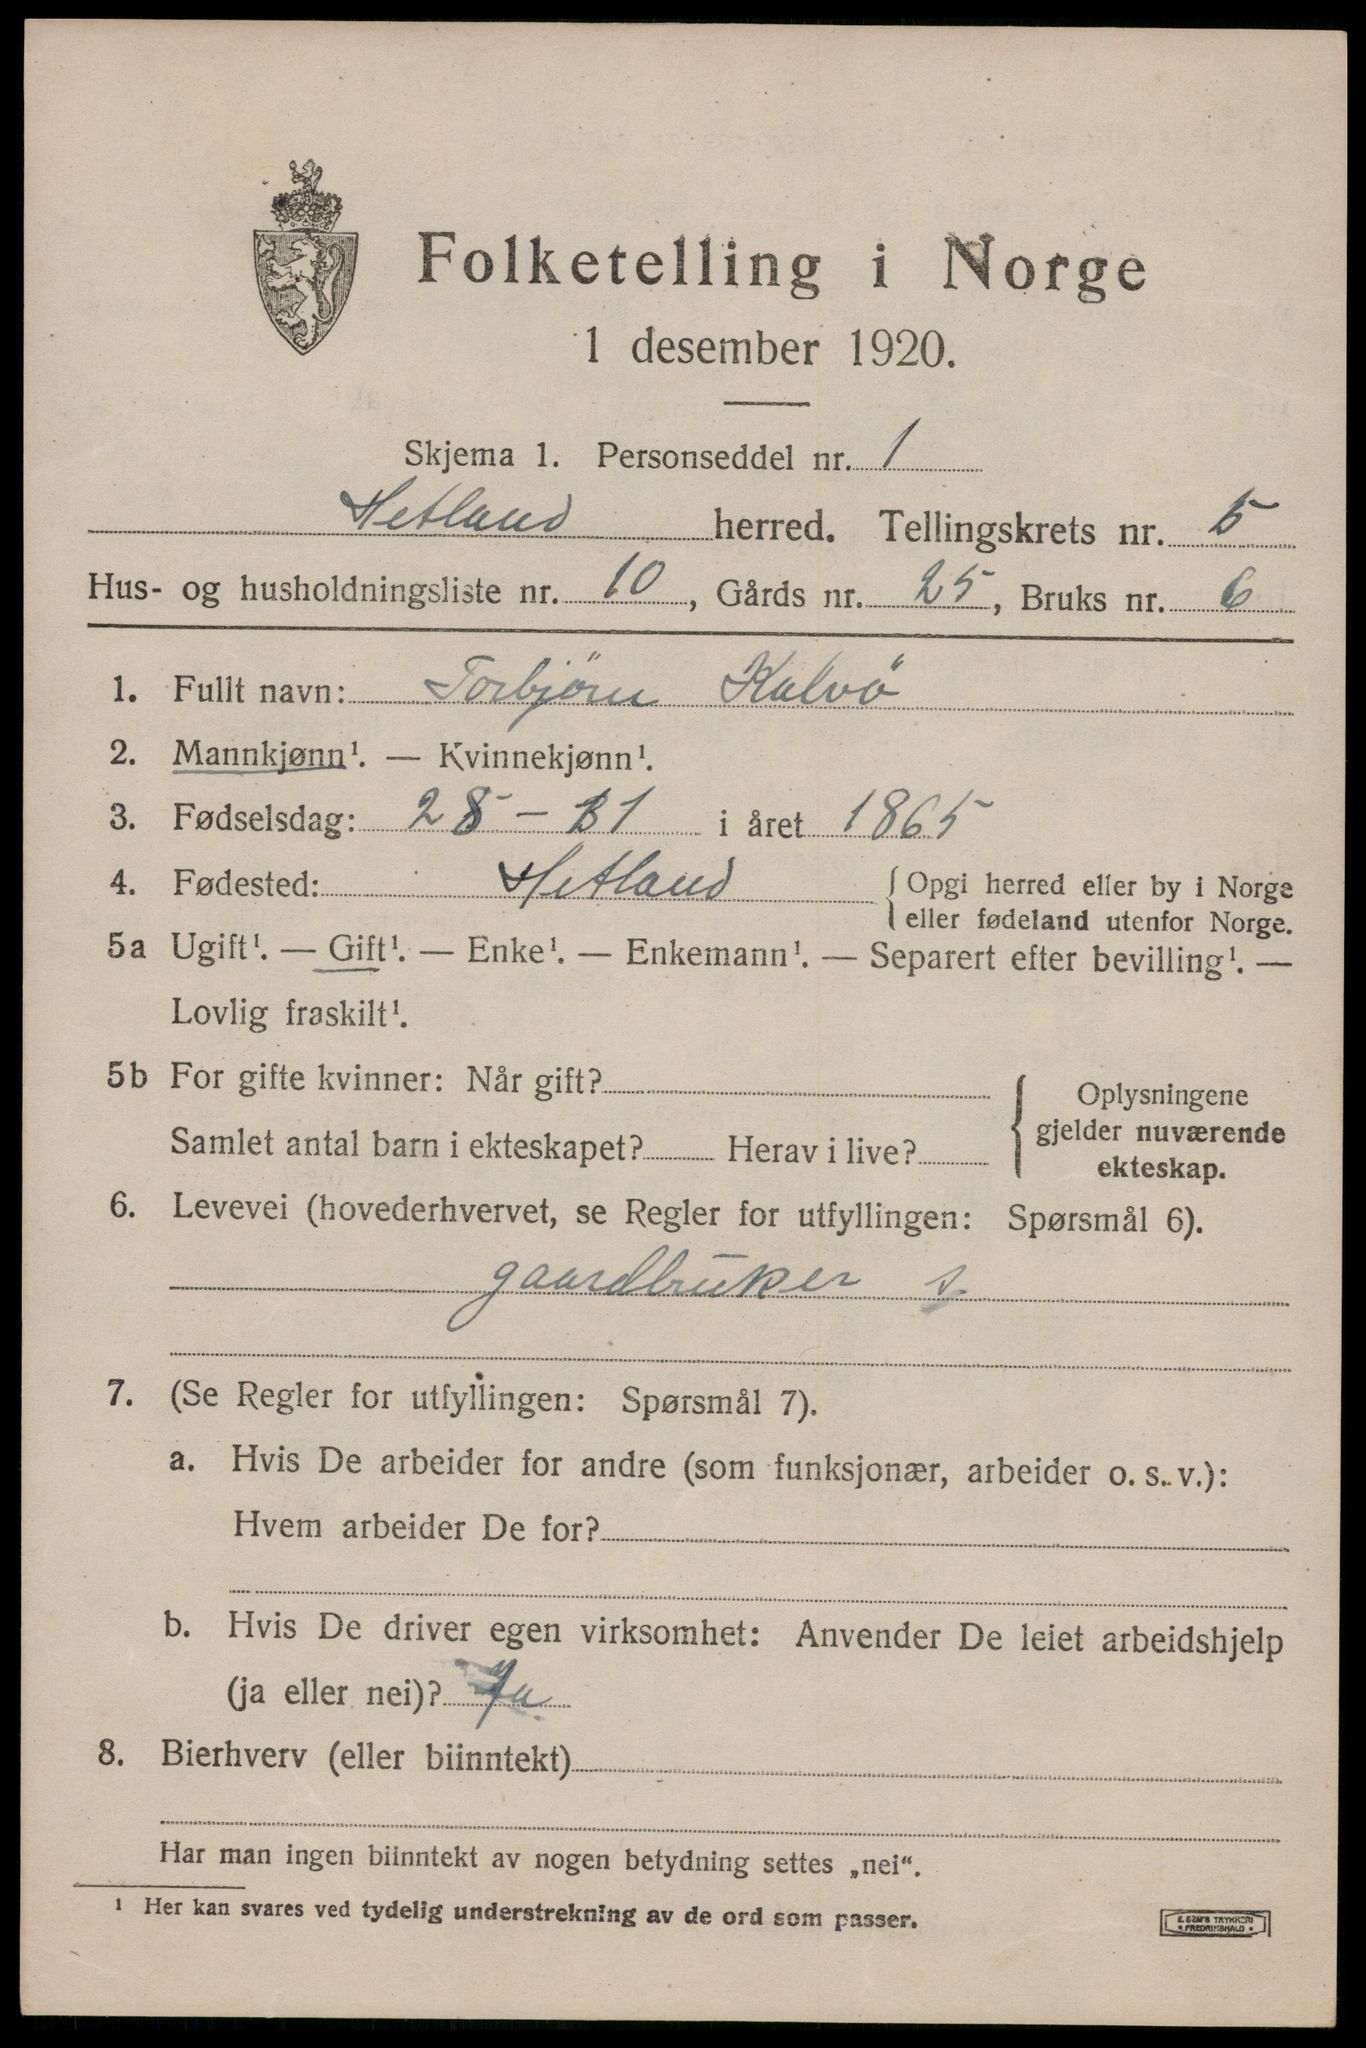 Folketelling i Norge
1 desember 1920.
Skjema 1. Personseddel nr. 1
Hetland herred. Tellingskrets nr. 5
Hus- og husholdningsliste nr. 10, Gårds nr. 25, Bruks nr. 6
1. Fullt navn: Torbjörn Kalvö
2. Mannkjønn¹. — Kvinnekjønn¹.
3. Fødselsdag: i året 1865
4. Fødested: Hetland { Opgi herred eller by i Norge
eller fødeland utenfor Norge.
5a Ugift¹. — Gift¹. — Enke¹. — Enkemann¹. — Separert efter bevilling¹. —
Lovlig fraskilt¹.
5b For gifte kvinner: Når gift?
Samlet antal barn i ekteskapet? Herav i live?
Oplysningene
gjelder nuværende
ekteskap.
6. Levevei (hovederhvervet, se Regler for utfyllingen: Spørsmål 6).
gaardbruker s.
7. (Se Regler for utfyllingen: Spørsmål 7).
a. Hvis De arbeider for andre (som funksjonær, arbeider o. s. v.):
Hvem arbeider De for?
b. Hvis De driver egen virksomhet: Anvender De leiet arbeidshjelp
(ja eller nei)? Ja
8. Bierhverv (eller biinntekt)
Har man ingen biinntekt av nogen betydning settes „nei“.
¹ Her kan svares ved tydelig understrekning av de ord som passer.
TRYKKERI
FREDRIKSHALD